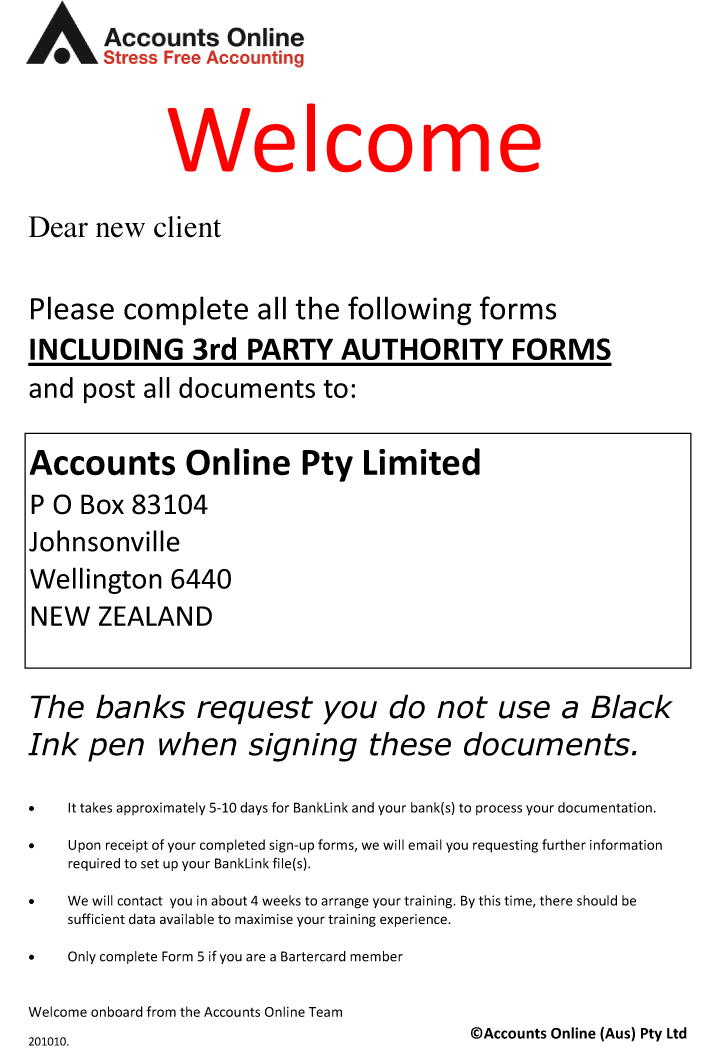 Accounts Online
Stress Free Accounting
Welcome
Dear new client
Please complete all the following forms
INCLUDING 3rd PARTY AUTHORITY FORMS
and post all documents to:
Accounts Online Pty Limited
P O Box 83104
Johnsonville
Wellington 6440
NEW ZEALAND
The banks request you do not use a Black
Ink pen when signing these documents.
• It takes approximately 5-10 days for BankLink and your bank(s) to process your documentation.
• Upon receipt of your completed sign-up forms, we will email you requesting further information
required to set up your BankLink file(s).
• We will contact  you in about 4 weeks to arrange your training. By this time, there should be
sufficient data available to maximise your training experience.
• Only complete Form 5 if you are a Bartercard member
Welcome onboard from the Accounts Online Team
©Accounts Online (Aus) Pty Ltd
201010.